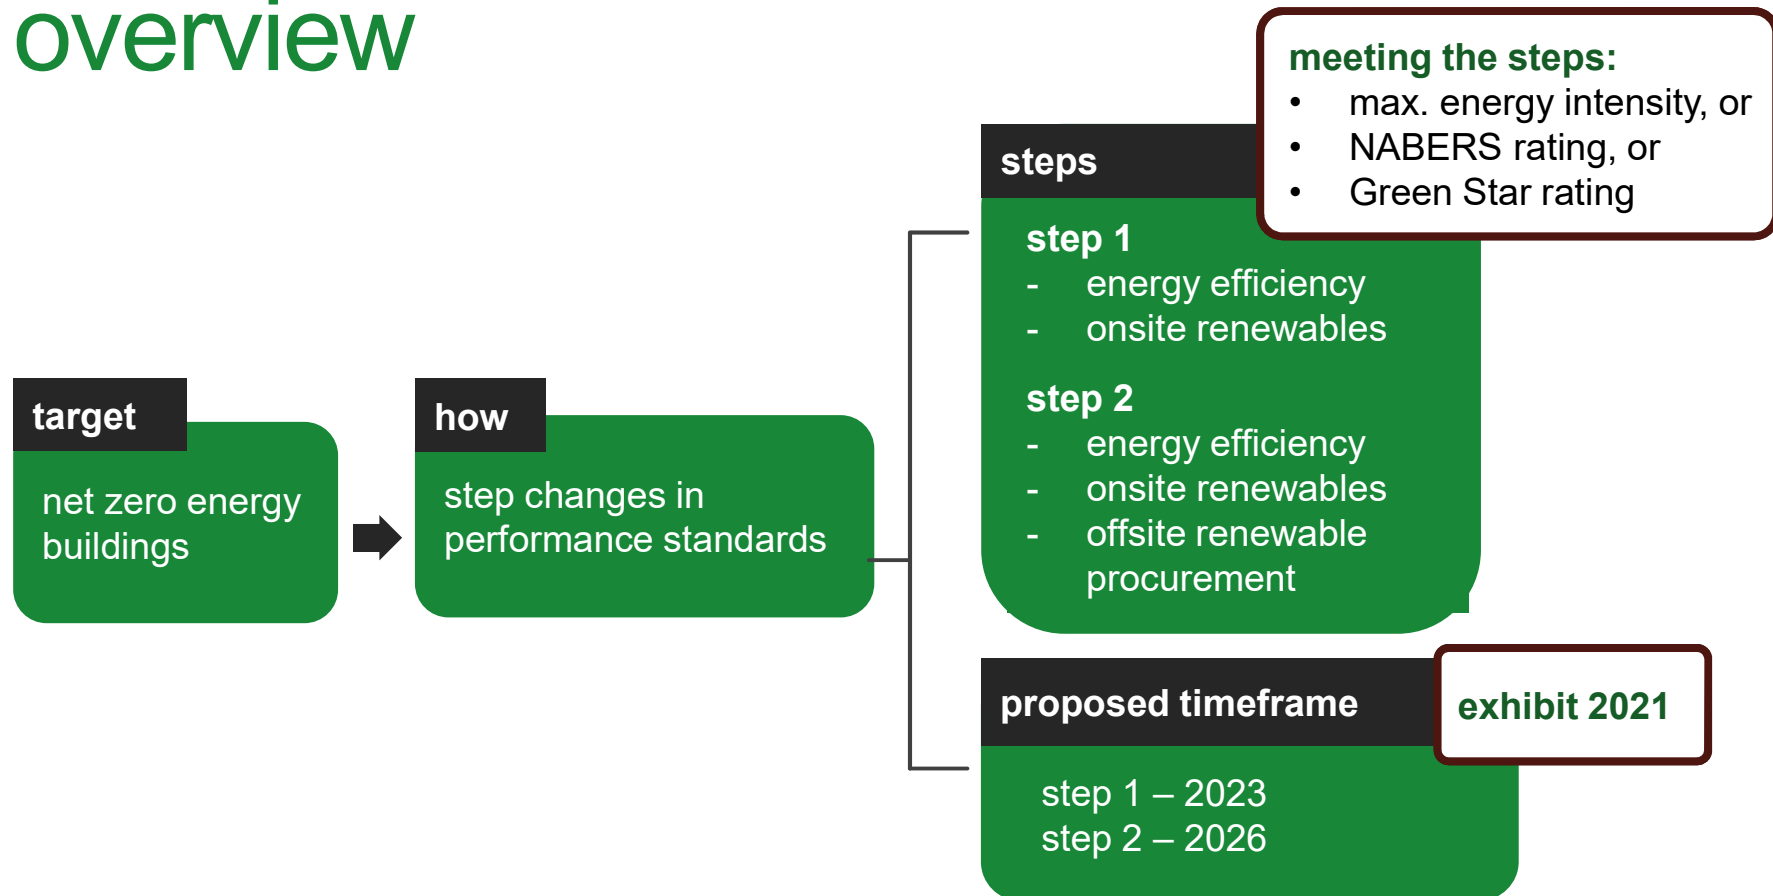 overview
target
net zero energy
buildings
how
step changes in
performance standards
steps
step 1
- energy efficiency
- onsite renewables
step 2
- energy efficiency
- onsite renewables
- offsite renewable
procurement
meeting the steps:
• max. energy intensity, or
• NABERS rating, or
• Green Star rating
proposed timeframe
exhibit 2021
step 1 – 2023
step 2 – 2026